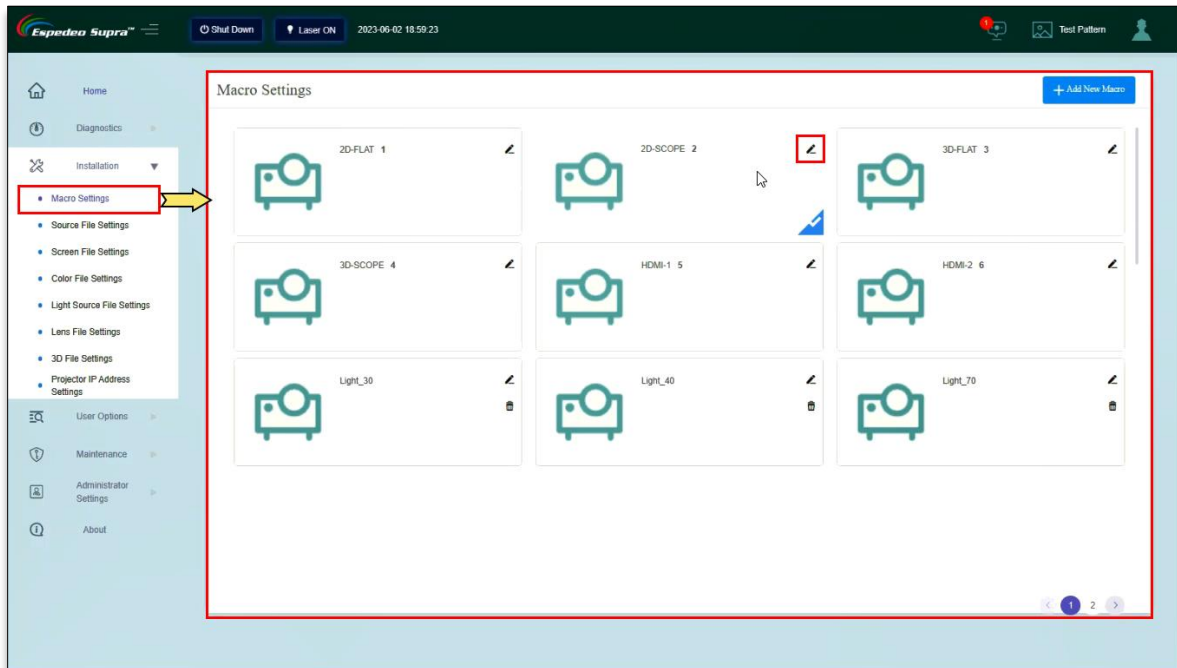 Espedeo Supra™
Shut Down
Laser ON
2023-06-02 18:59:23
1
Test Pattern
Home
Diagnostics
Installation
Macro Settings
Source File Settings
Screen File Settings
Color File Settings
Light Source File Settings
Lens File Settings
3D File Settings
Projector IP Address
Settings
User Options
Maintenance
Administrator
Settings
About
Macro Settings
+ Add New Macro
2D-FLAT 1
2D-SCOPE 2
3D-FLAT 3
3D-SCOPE 4
HDMI-1 5
HDMI-2 6
Light_30
Light_40
Light_70
< 1 2 >